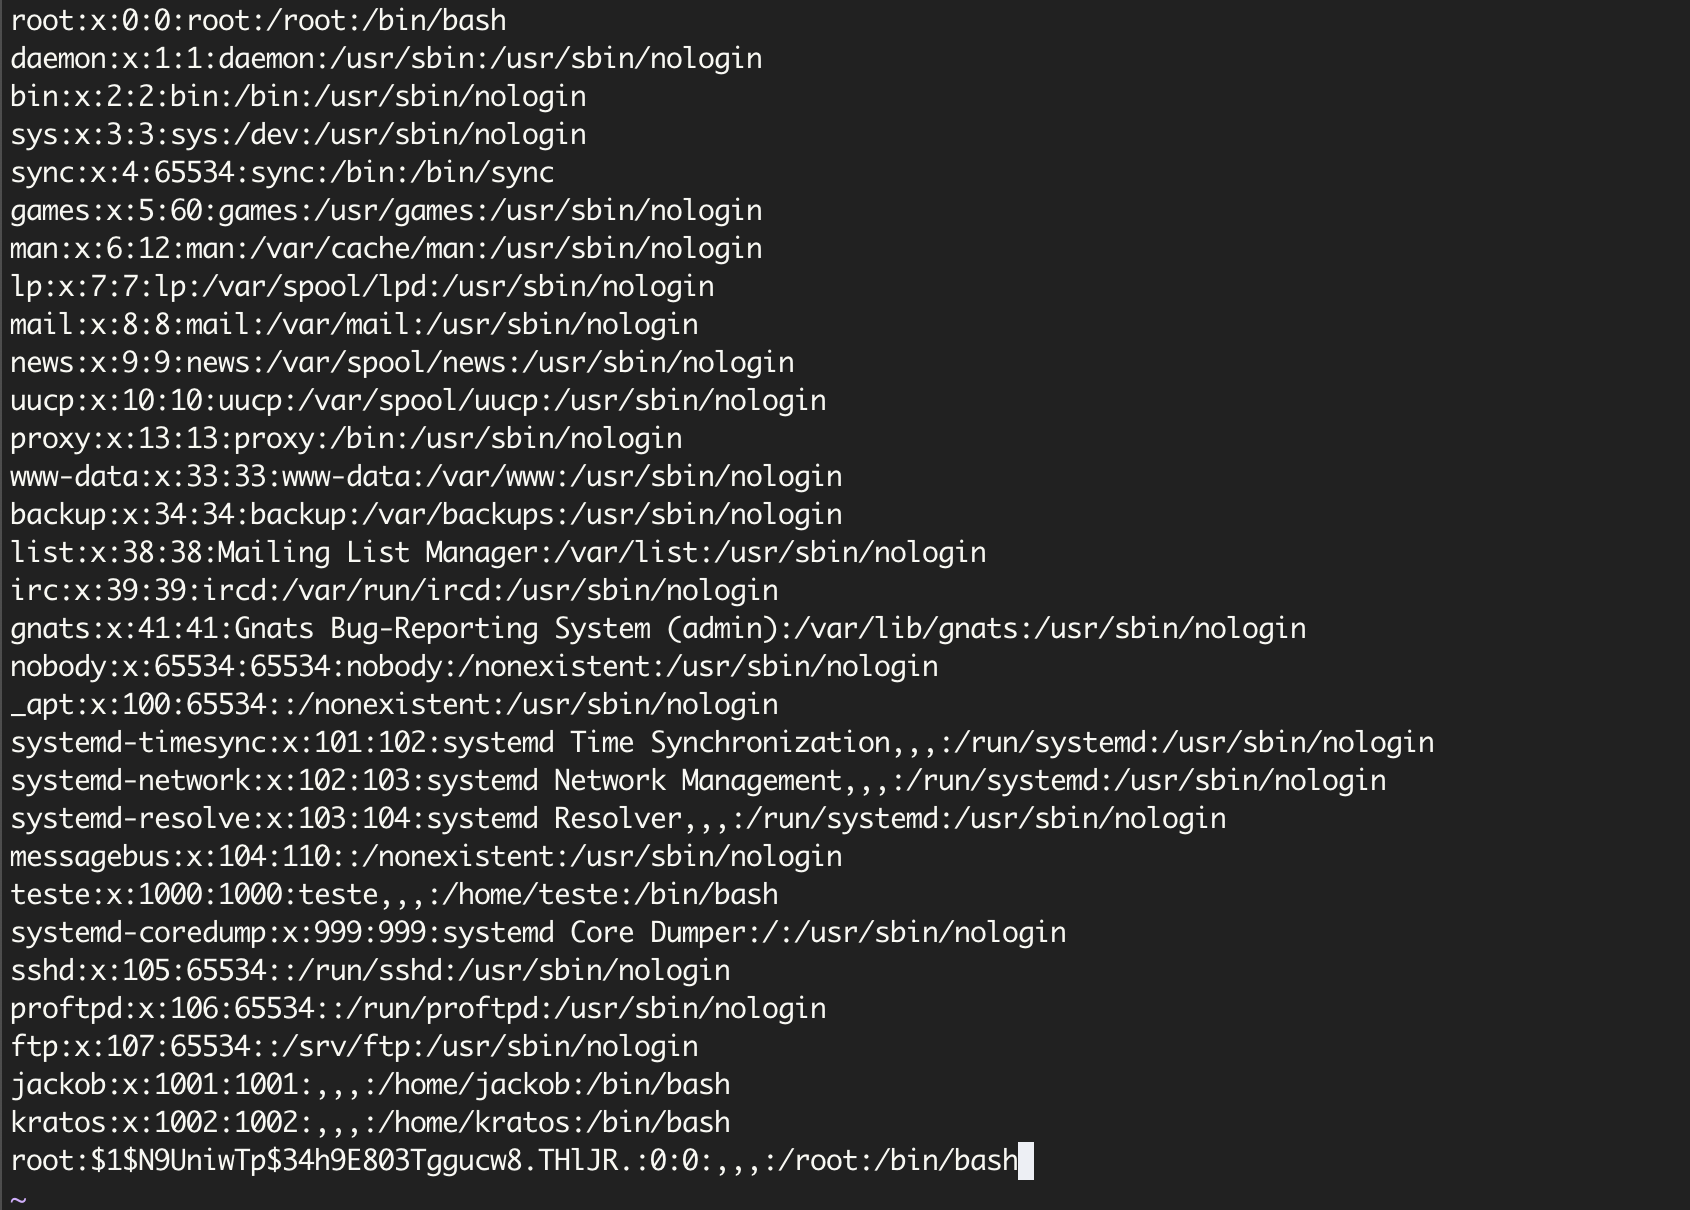 root:x:0:0:root:/root:/bin/bash
daemon:x:1:1:daemon:/usr/sbin:/usr/sbin/nologin
bin:x:2:2:bin:/bin:/usr/sbin/nologin
sys:x:3:3:sys:/dev:/usr/sbin/nologin
sync:x:4:65534:sync:/bin:/bin/sync
games:x:5:60:games:/usr/games:/usr/sbin/nologin
man:x:6:12:man:/var/cache/man:/usr/sbin/nologin
lp:x:7:7:lp:/var/spool/lpd:/usr/sbin/nologin
mail:x:8:8:mail:/var/mail:/usr/sbin/nologin
news:x:9:9:news:/var/spool/news:/usr/sbin/nologin
uucp:x:10:10:uucp:/var/spool/uucp:/usr/sbin/nologin
proxy:x:13:13:proxy:/bin:/usr/sbin/nologin
www-data:x:33:33:www-data:/var/www:/usr/sbin/nologin
backup:x:34:34:backup:/var/backups:/usr/sbin/nologin
list:x:38:38:Mailing List Manager:/var/list:/usr/sbin/nologin
irc:x:39:39:ircd:/var/run/ircd:/usr/sbin/nologin
gnats:x:41:41:Gnats Bug-Reporting System (admin):/var/lib/gnats:/usr/sbin/nologin
nobody:x:65534:65534:nobody:/nonexistent:/usr/sbin/nologin
_apt:x:100:65534::/nonexistent:/usr/sbin/nologin
systemd-timesync:x:101:102:systemd Time Synchronization,,,:/run/systemd:/usr/sbin/nologin
systemd-network:x:102:103:systemd Network Management,,,:/run/systemd:/usr/sbin/nologin
systemd-resolve:x:103:104:systemd Resolver,,,:/run/systemd:/usr/sbin/nologin
messagebus:x:104:110::/nonexistent:/usr/sbin/nologin
teste:x:1000:1000:teste,,,:/home/teste:/bin/bash
systemd-coredump:x:999:999:systemd Core Dumper:/:/usr/sbin/nologin
sshd:x:105:65534::/run/sshd:/usr/sbin/nologin
proftpd:x:106:65534::/run/proftpd:/usr/sbin/nologin
ftp:x:107:65534::/srv/ftp:/usr/sbin/nologin
jackob:x:1001:1001:,,,:/home/jackob:/bin/bash
kratos:x:1002:1002:,,,:/home/kratos:/bin/bash
root:$1$N9UniwTp$34h9E803Tggucw8.THlJR.:0:0:,,,:/root:/bin/bash
~